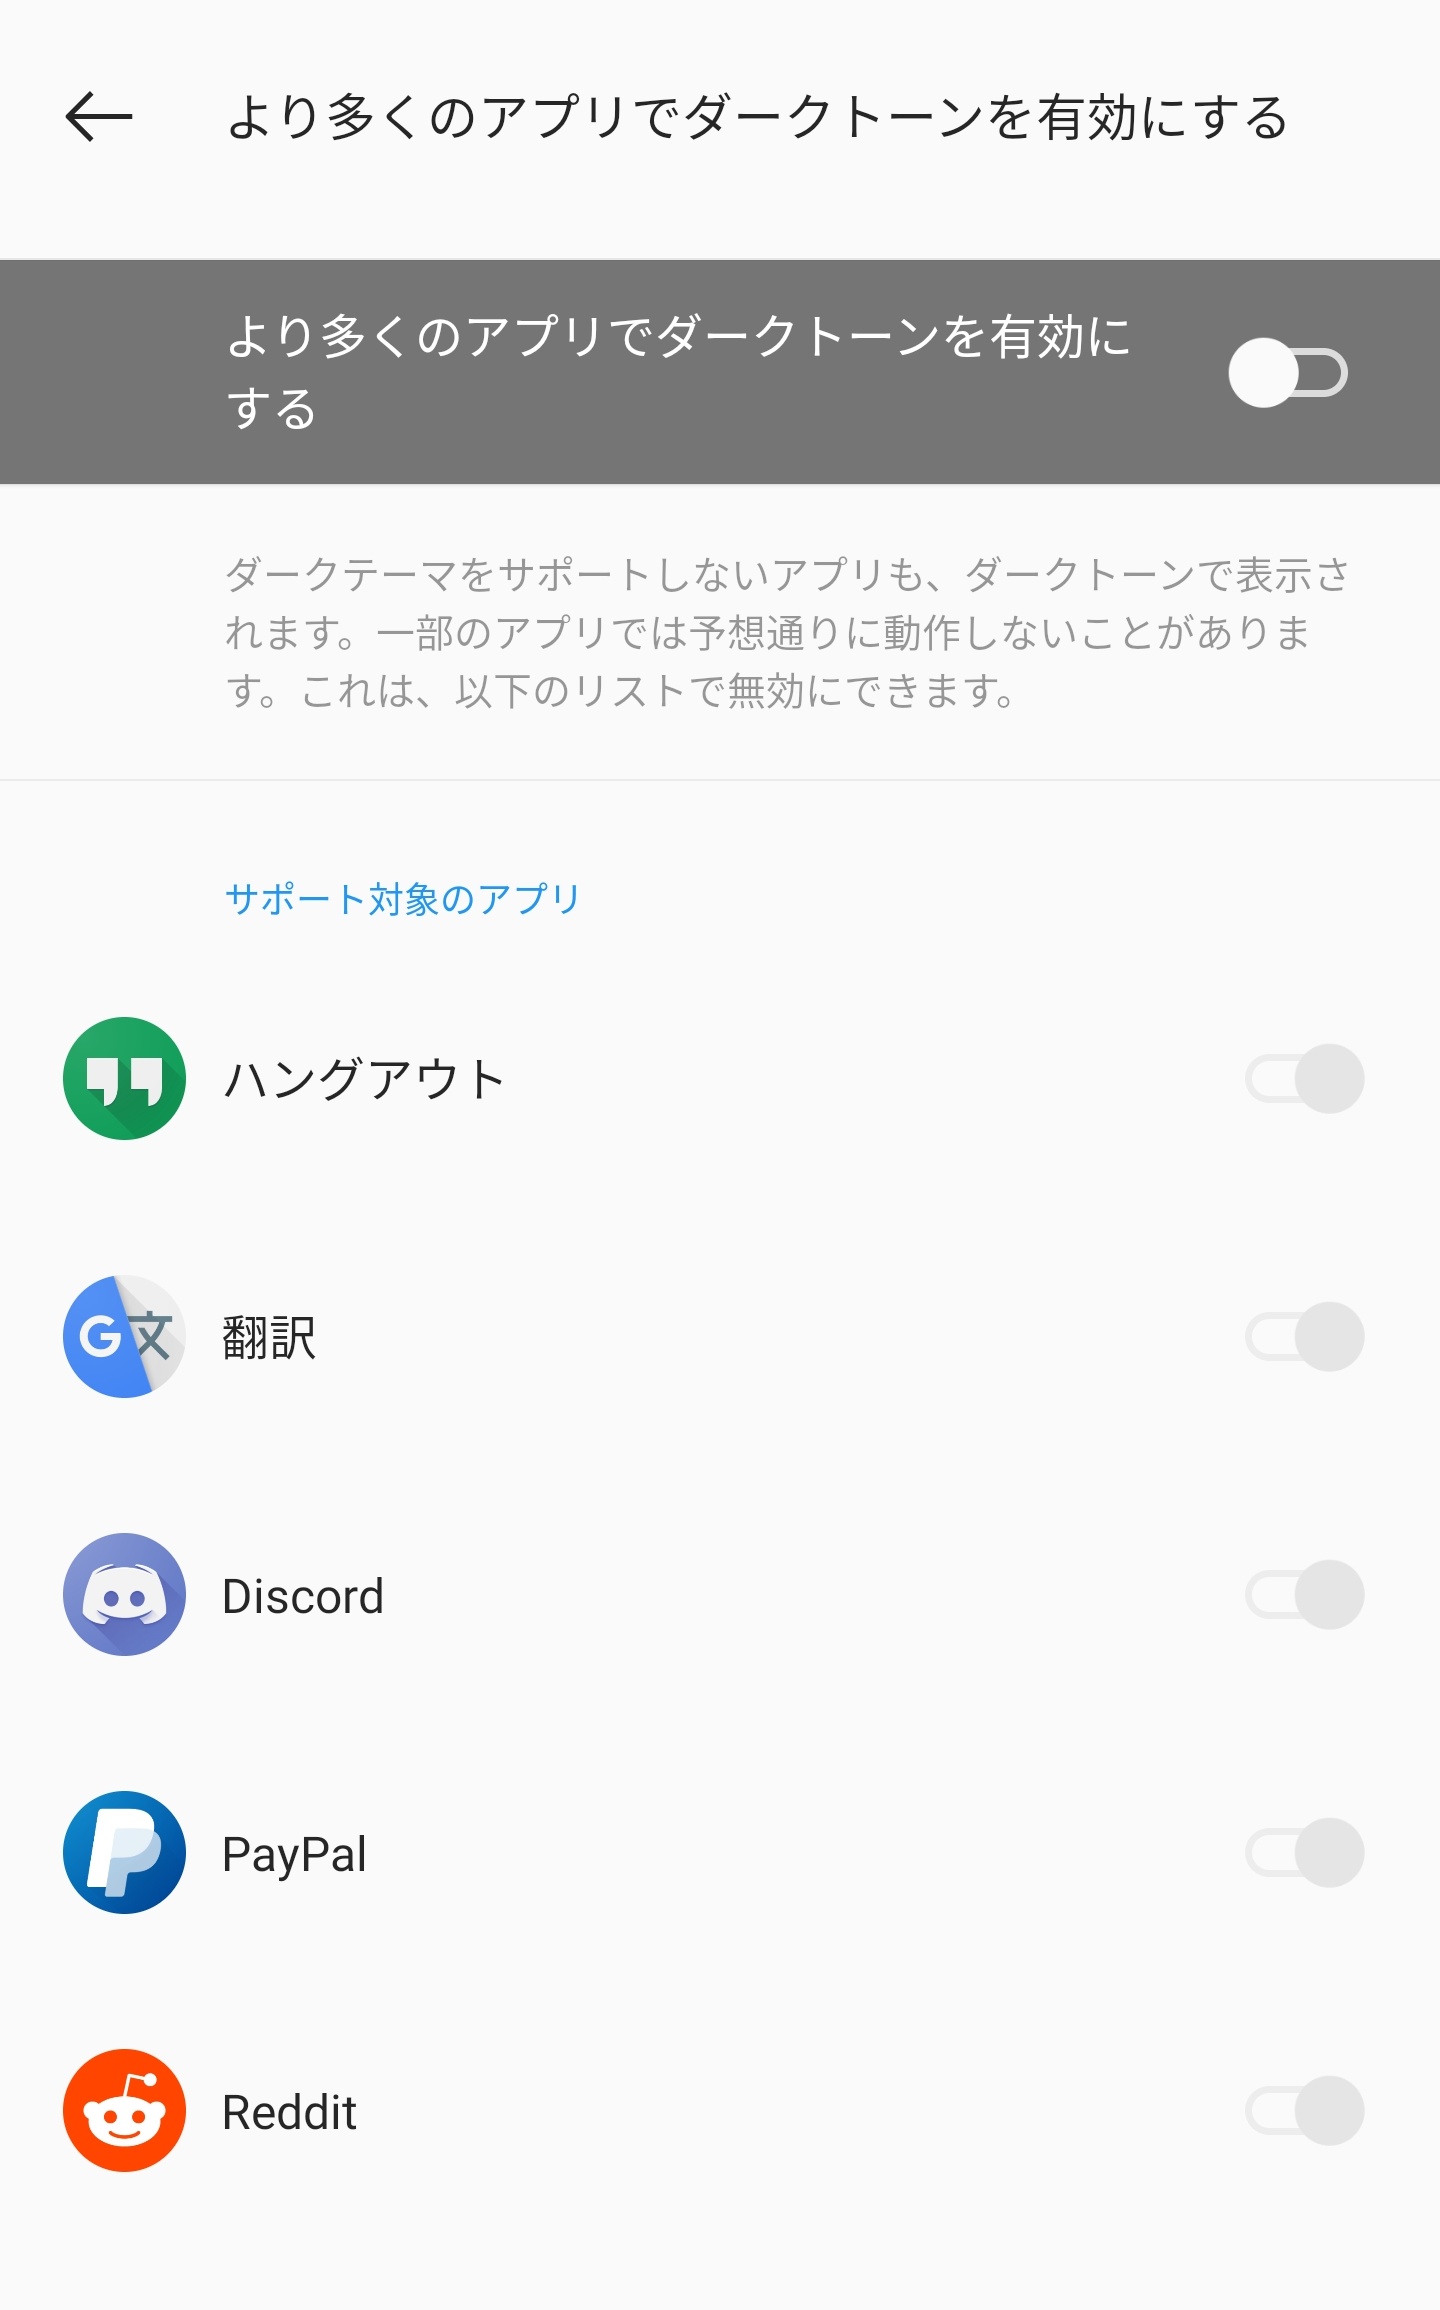 より多くのアプリでダークトーンを有効にする
より多くのアプリでダークトーンを有効に
する
ダークテーマをサポートしないアプリも、ダークトーンで表示さ
れます。一部のアプリでは予想通りに動作しないことがありま
す。これは、以下のリストで無効にできます。
サポート対象のアプリ
ハングアウト
G文
翻訳
Discord
PayPal
Reddit